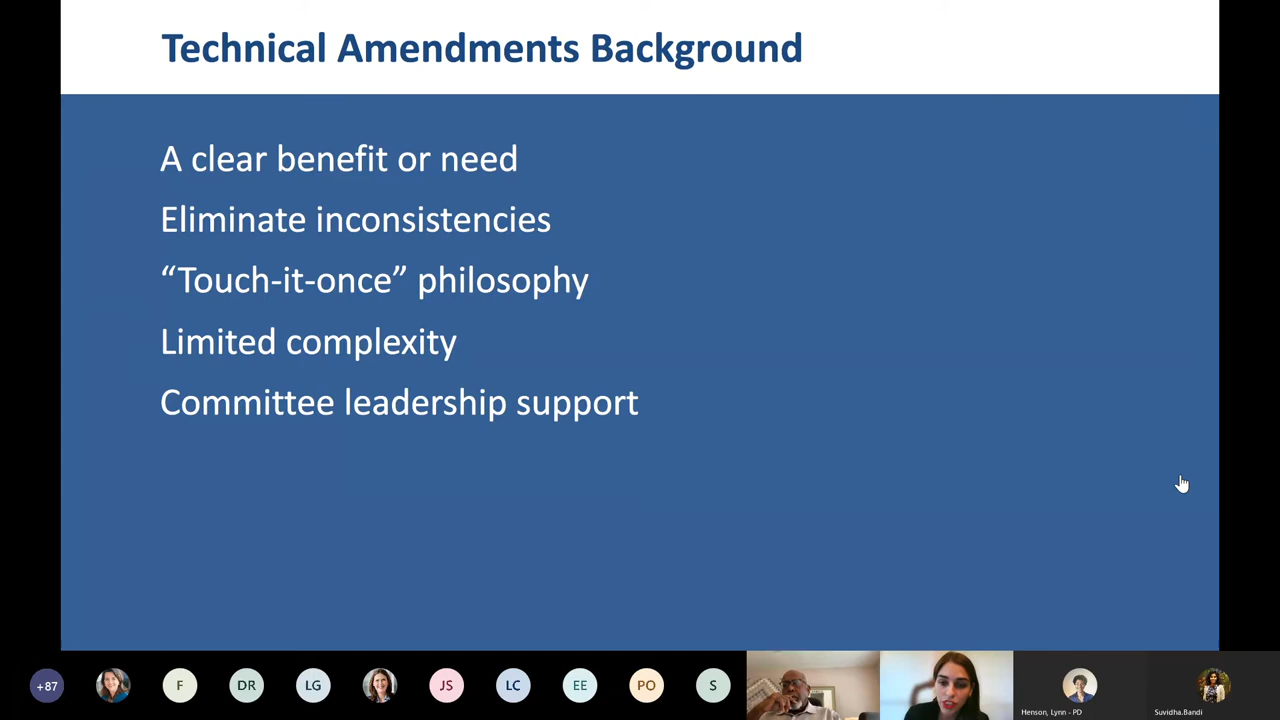 Technical Amendments Background
A clear benefit or need
Eliminate inconsistencies
“Touch-it-once” philosophy
Limited complexity
Committee leadership support
+87
F
DR
LG
JS
LC
EE
PO
S
Henson, Lynn - PD
Suvidha.Bandi